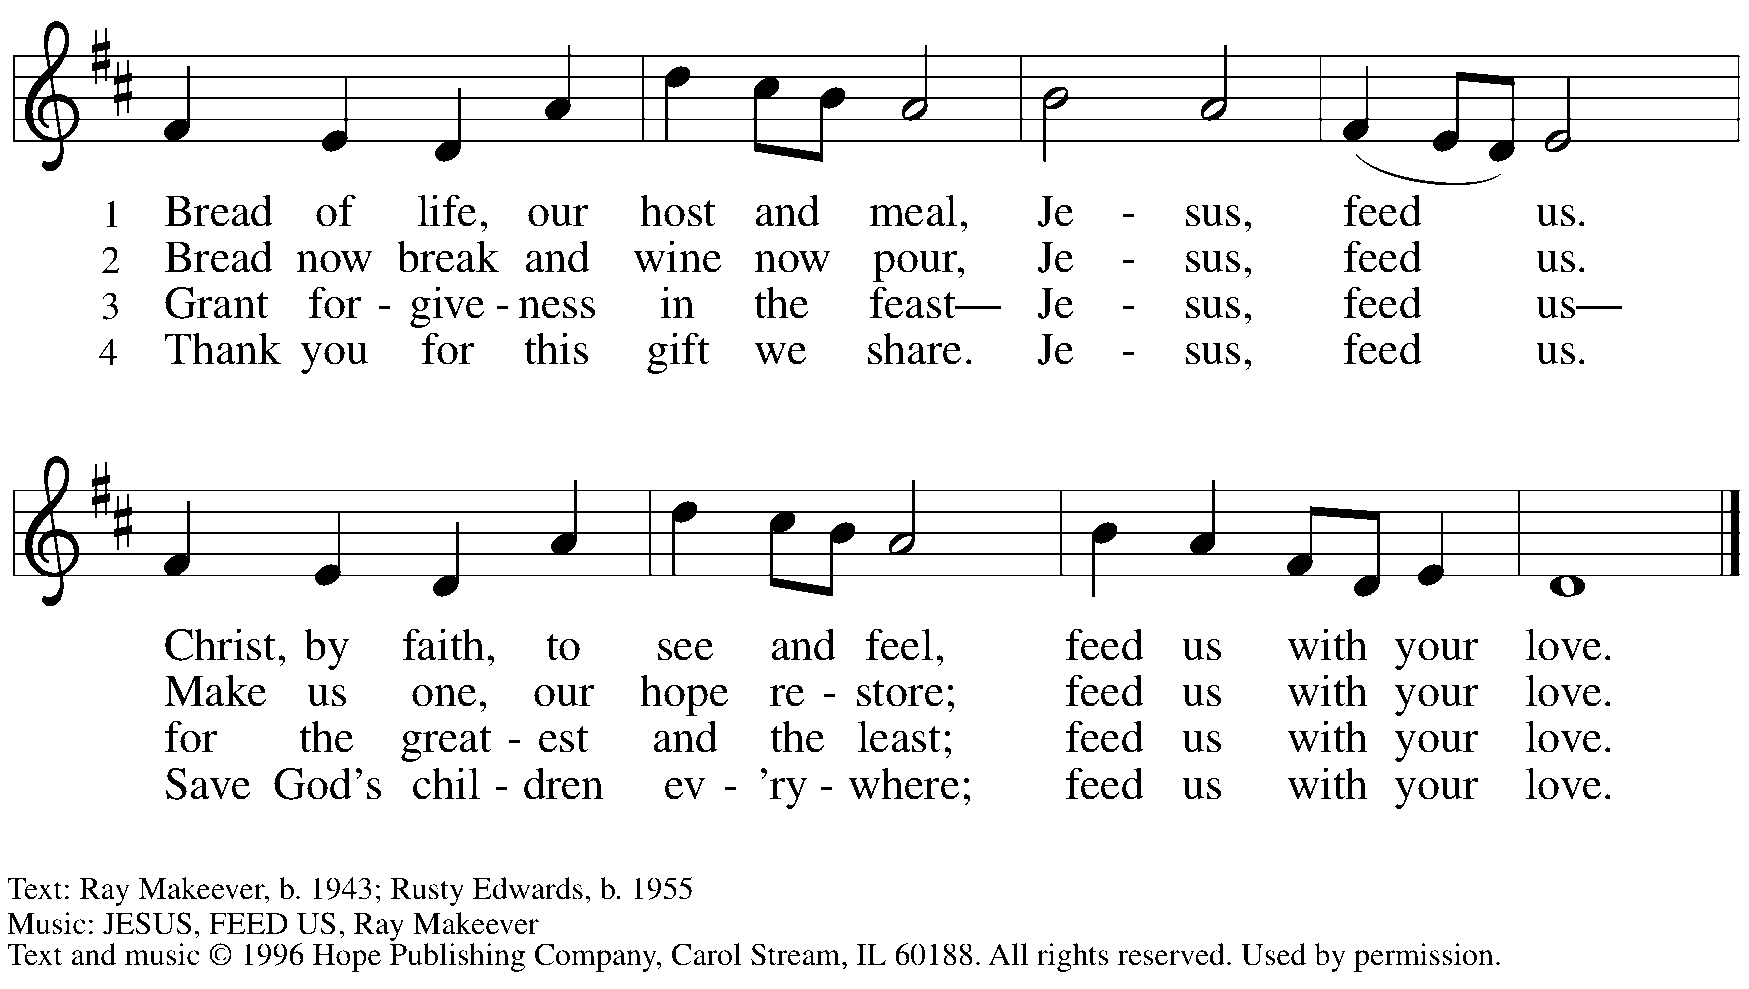 1 Bread of life, our host and meal, Je - sus, feed us.
2 Bread now break and wine now pour, Je - sus, feed us.
3 Grant for - give - ness in the feast— Je - sus, feed us—
4 Thank you for this gift we share. Je - sus, feed us.
Christ, by faith, to see and feel, feed us with your love.
Make us one, our hope re - store; feed us with your love.
for the great - est and the least; feed us with your love.
Save God's chil - dren ev - 'ry - where; feed us with your love.
Text: Ray Makeever, b. 1943; Rusty Edwards, b. 1955
Music: JESUS, FEED US, Ray Makeever
Text and music © 1996 Hope Publishing Company, Carol Stream, IL 60188. All rights reserved. Used by permission.